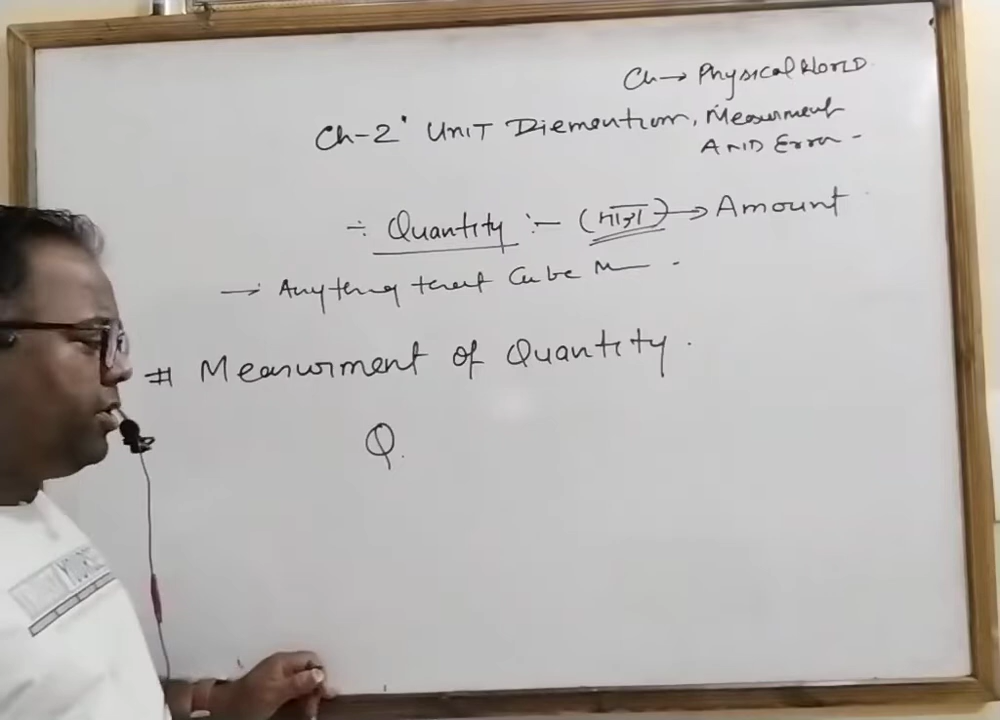 Ch → Physical World
Ch-2' UNIT Diemention, Measurment
AND Error -
÷ Quantity :- (मात्रा) → Amount
→ Anything that Can be M -
# Measurment of Quantity.
Q.
YOURS